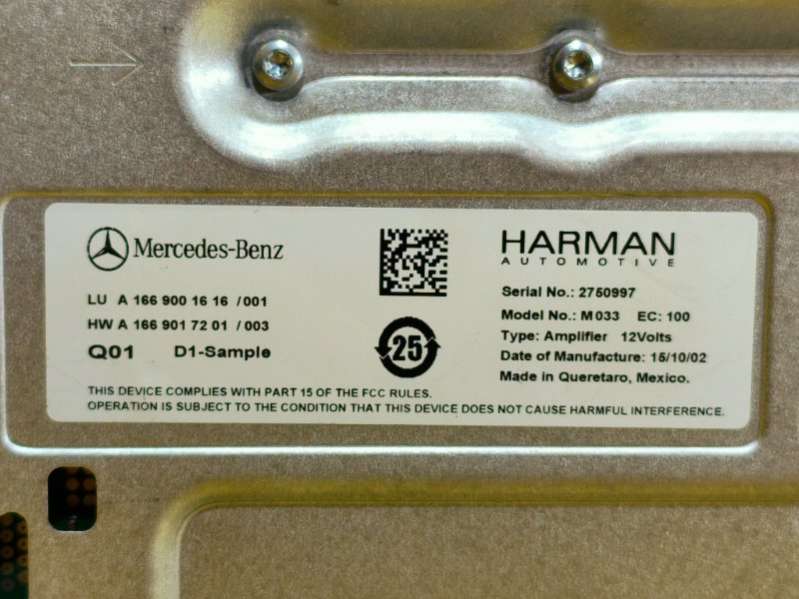 Mercedes-Benz
LU A 166 900 16 16 /001
HW A 166 901 72 01 /003
Q01 D1-Sample
25
HARMAN
AUTOMOTIVE
Serial No.: 2750997
Model No.: M033 EC: 100
Type: Amplifier 12Volts
Date of Manufacture: 15/10/02
Made in Queretaro, Mexico.
THIS DEVICE COMPLIES WITH PART 15 OF THE FCC RULES.
OPERATION IS SUBJECT TO THE CONDITION THAT THIS DEVICE DOES NOT CAUSE HARMFUL INTERFERENCE.